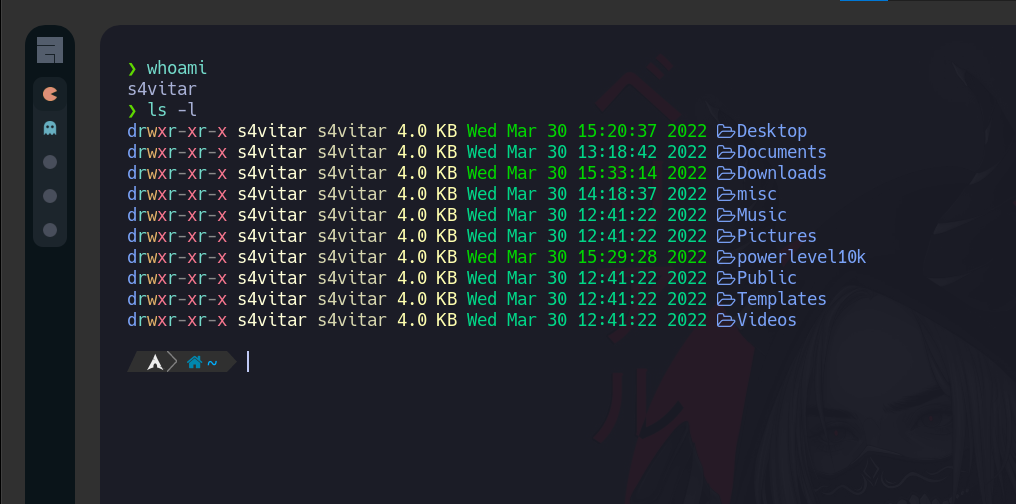 ❯ whoami
s4vitar
❯ ls -l
drwxr-xr-x s4vitar s4vitar 4.0 KB Wed Mar 30 15:20:37 2022 Desktop
drwxr-xr-x s4vitar s4vitar 4.0 KB Wed Mar 30 13:18:42 2022 Documents
drwxr-xr-x s4vitar s4vitar 4.0 KB Wed Mar 30 15:33:14 2022 Downloads
drwxr-xr-x s4vitar s4vitar 4.0 KB Wed Mar 30 14:18:37 2022 misc
drwxr-xr-x s4vitar s4vitar 4.0 KB Wed Mar 30 12:41:22 2022 Music
drwxr-xr-x s4vitar s4vitar 4.0 KB Wed Mar 30 12:41:22 2022 Pictures
drwxr-xr-x s4vitar s4vitar 4.0 KB Wed Mar 30 15:29:28 2022 powerlevel10k
drwxr-xr-x s4vitar s4vitar 4.0 KB Wed Mar 30 12:41:22 2022 Public
drwxr-xr-x s4vitar s4vitar 4.0 KB Wed Mar 30 12:41:22 2022 Templates
drwxr-xr-x s4vitar s4vitar 4.0 KB Wed Mar 30 12:41:22 2022 Videos
~